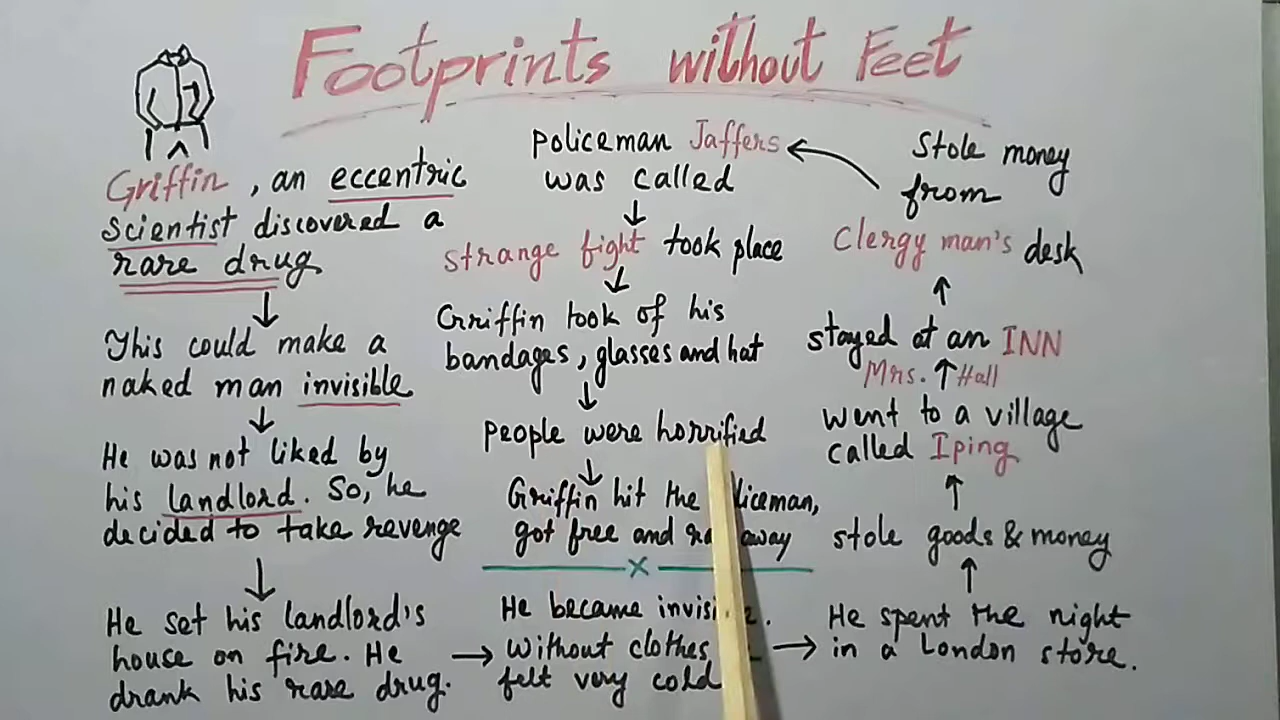 Footprints without Feet
Griffin, an eccentric
scientist discovered a
rare drug
This could make a
naked man invisible
He was not liked by
his landlord. So, he
decided to take revenge
He set his landlord's
house on fire. He
drank his rare drug.
He became
Without clothes
felt very cold
He spent the night
in a London store.
stole goods & money
went to a village
called Iping
Mrs. Hall
stayed at an INN
Stole money
from
Clergy man's desk
Policeman Jaffers
was called
strange fight took place
Griffin took of his
bandages, glasses and hat
People were horrified
Griffin hit the
got free and away
x